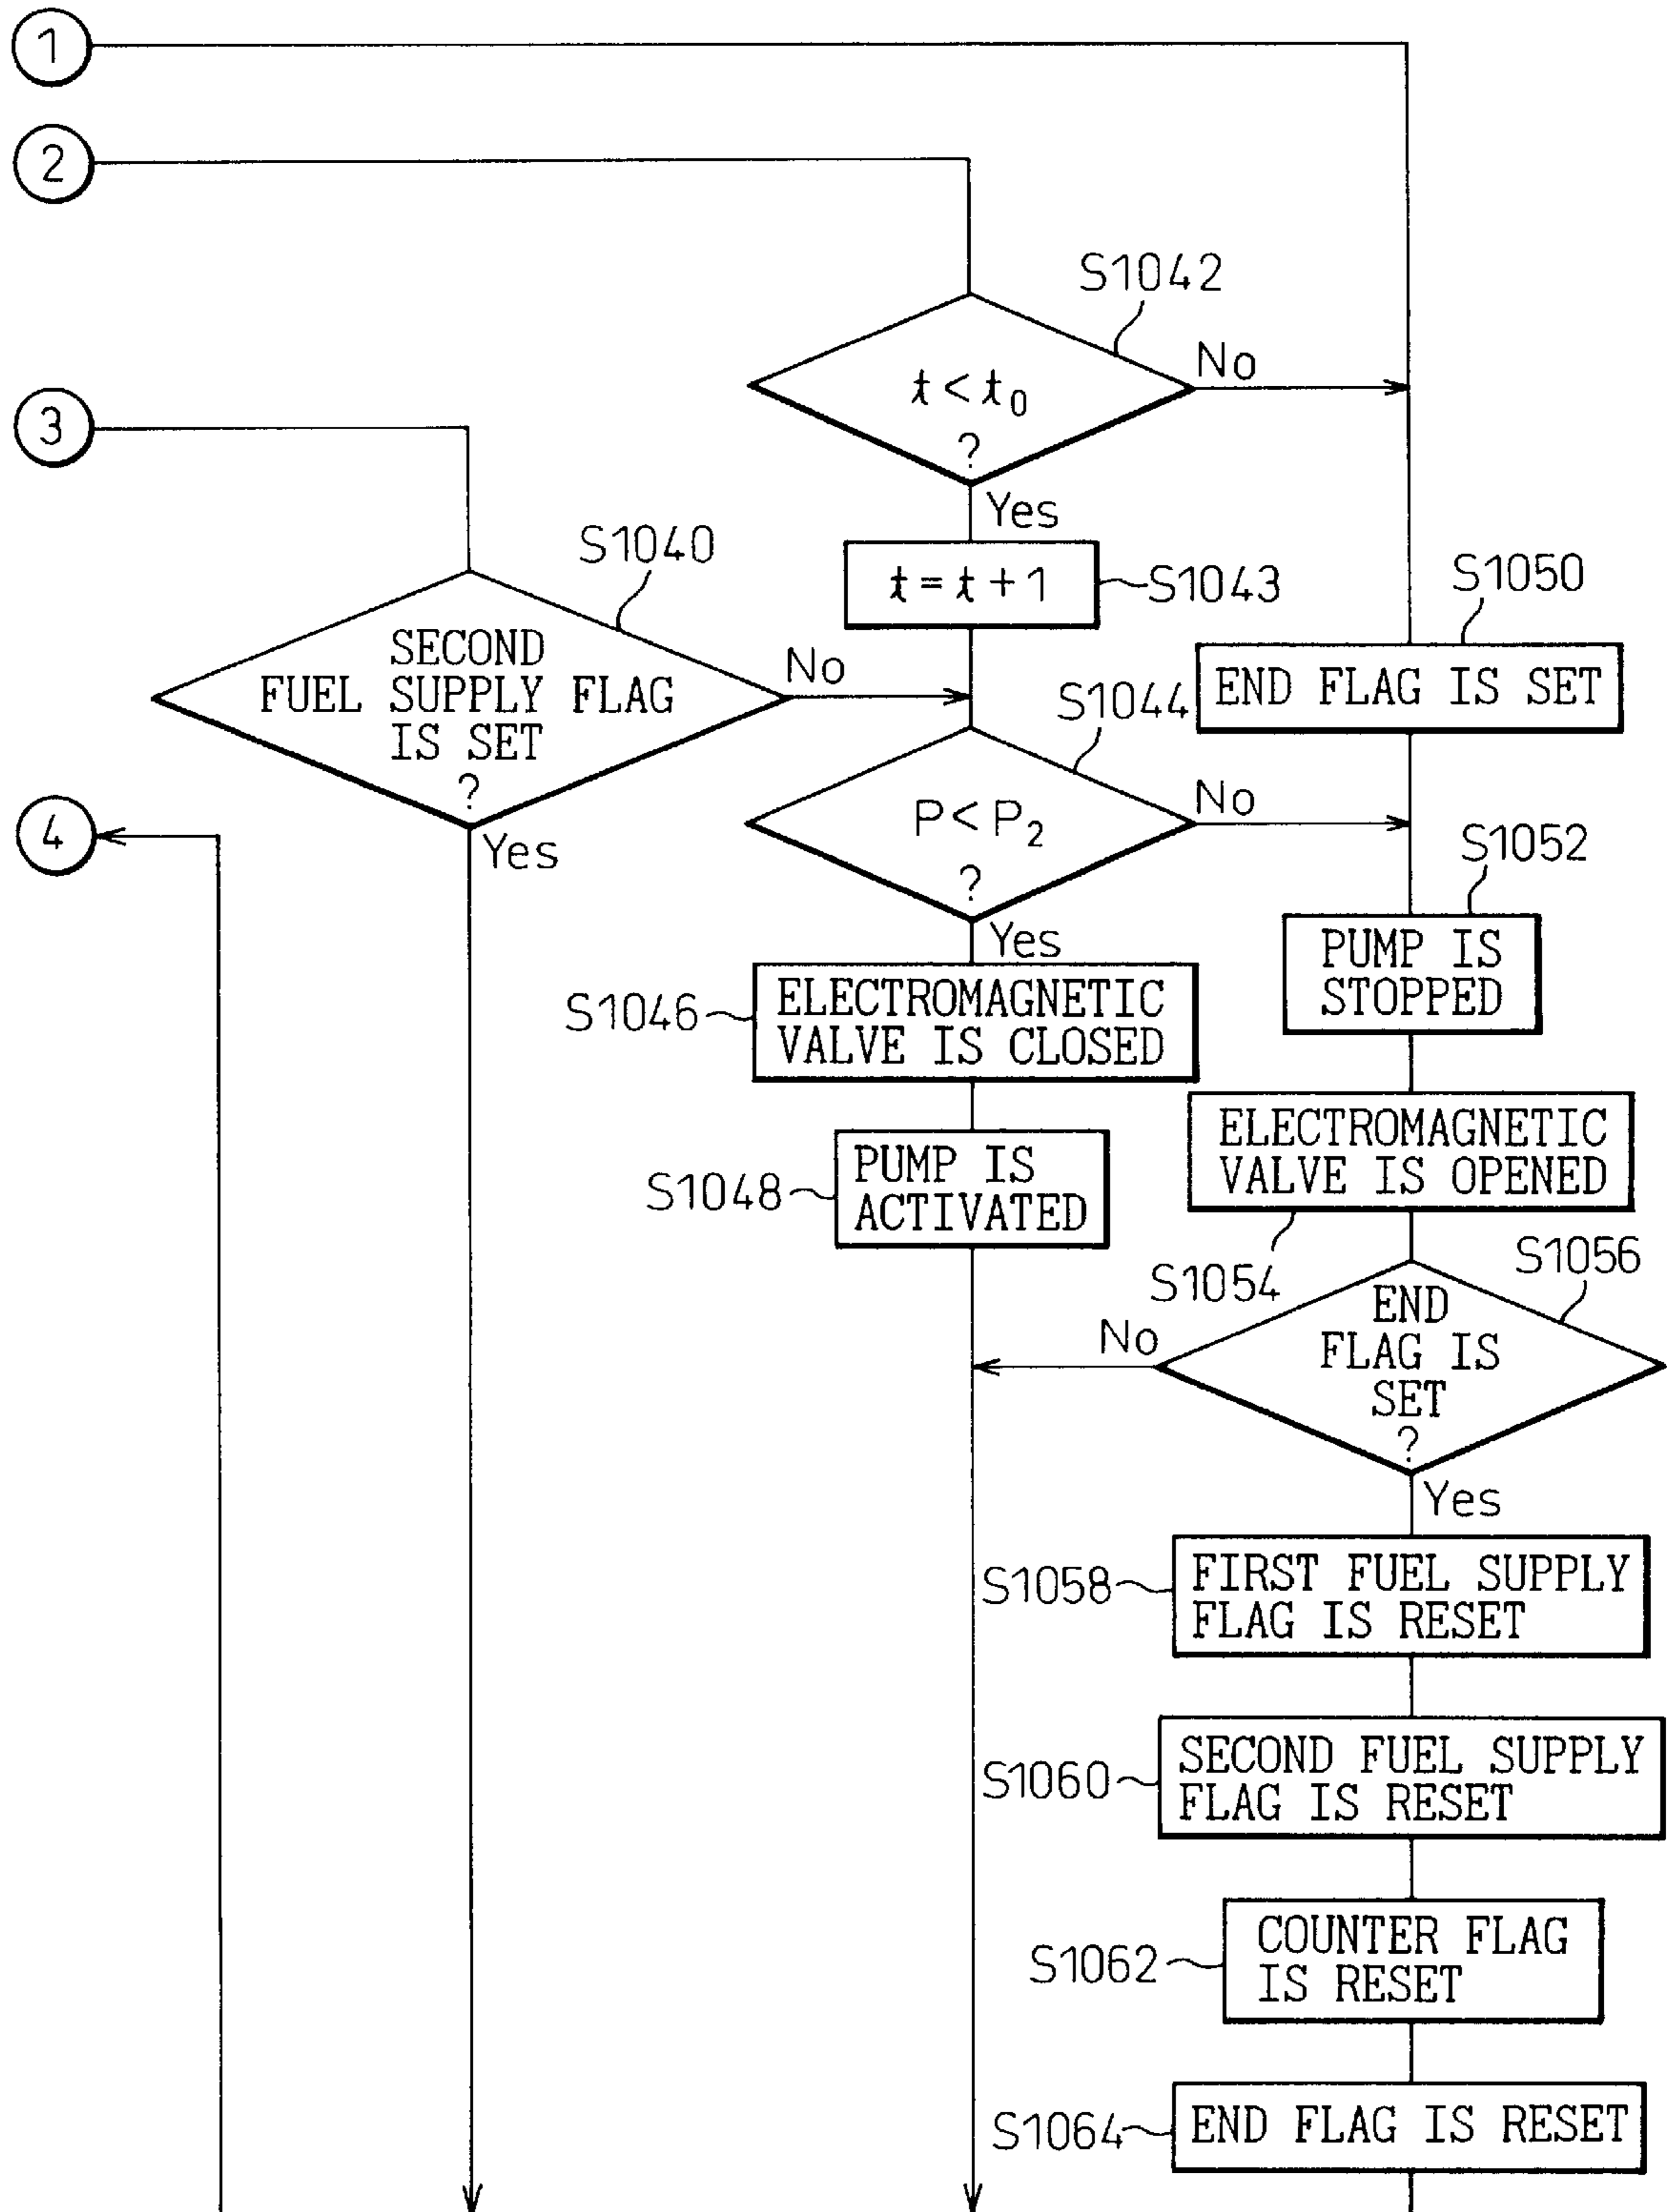 1
2
S1042
t < t0
?
No
Yes
3
S1040
t = t + 1
S1043
S1050
SECOND
FUEL SUPPLY FLAG
IS SET
?
No
Yes
END FLAG IS SET
S1044
P < P2
?
No
Yes
4
S1052
PUMP IS
STOPPED
S1046
ELECTROMAGNETIC
VALVE IS CLOSED
S1048
PUMP IS
ACTIVATED
ELECTROMAGNETIC
VALVE IS OPENED
S1054
S1056
END
FLAG IS
SET
?
No
Yes
S1058
FIRST FUEL SUPPLY
FLAG IS RESET
S1060
SECOND FUEL SUPPLY
FLAG IS RESET
S1062
COUNTER FLAG
IS RESET
S1064
END FLAG IS RESET